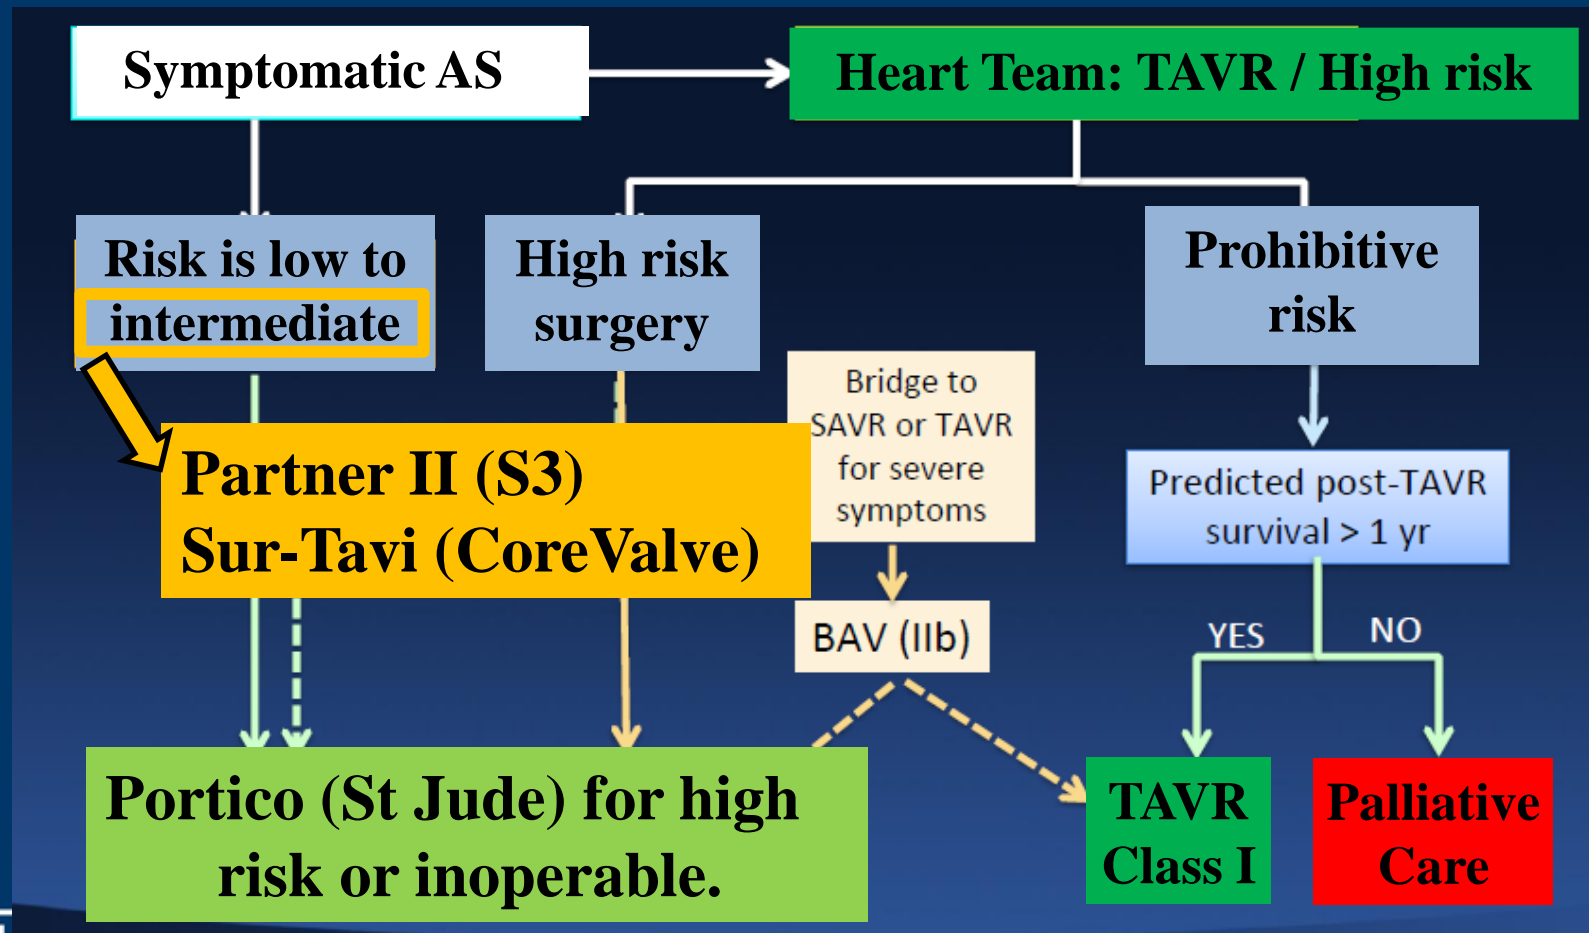 Symptomatic AS
Heart Team: TAVR / High risk
Risk is low to
intermediate
High risk
surgery
Prohibitive
risk
Bridge to
SAVR or TAVR
for severe
symptoms
Partner II (S3)
Sur-Tavi (CoreValve)
Predicted post-TAVR
survival > 1 yr
BAV (IIb)
YES
NO
Portico (St Jude) for high
risk or inoperable.
TAVR
Class I
Palliative
Care